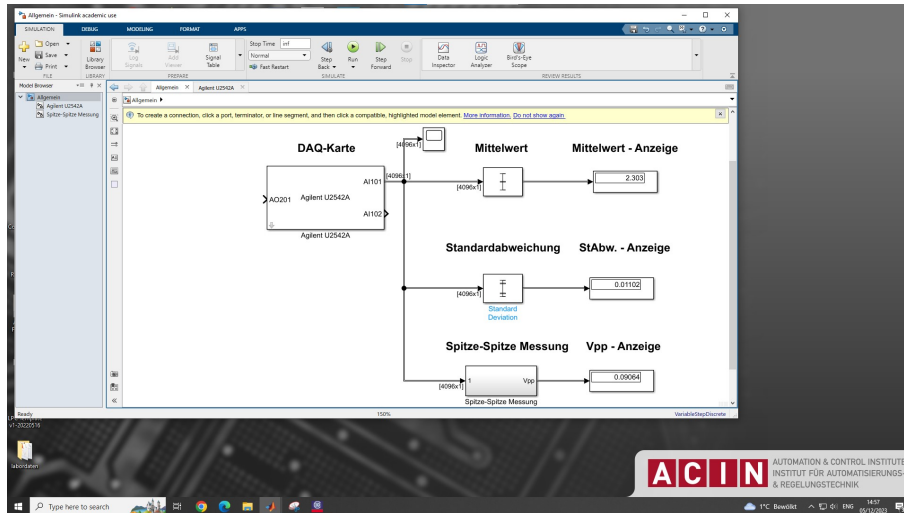 Allgemein - Simulink academic use
SIMULATION DEBUG MODELING FORMAT APPS
New
Open
Save
Print
FILE
Library Browser
LIBRARY
Log Signals
Add Viewer
Signal Table
PREPARE
Stop Time inf
Normal
Fast Restart
Step Back
Run
Step Forward
Stop
SIMULATE
Data Inspector
Logic Analyzer
Bird's-Eye Scope
REVIEW RESULTS
Model Browser
Allgemein
Agilent U2542A
Spitze-Spitze Messung
Allgemein Agilent U2542A
Allgemein
To create a connection, click a port, terminator, or line segment, and then click a compatible, highlighted model element. More information. Do not show again.
DAQ-Karte
[4096x1]
Mittelwert
Mittelwert - Anzeige
AI101
[4096x1]
[4096x1]
2.303
AO201
Agilent U2542A
AI102
Agilent U2542A
Standardabweichung
StAbw. - Anzeige
[4096x1]
0.01102
Standard
Deviation
Spitze-Spitze Messung
Vpp - Anzeige
[4096x1]
1
Vpp
0.09064
Spitze-Spitze Messung
Ready
150%
VariableStepDiscrete
v1-20220516
labordaten
ACIN
AUTOMATION & CONTROL INSTITUTE
INSTITUT FÜR AUTOMATISIERUNGS-
& REGELUNGSTECHNIK
Type here to search
1°C Bewölkt
ENG
14:57
05/12/2023